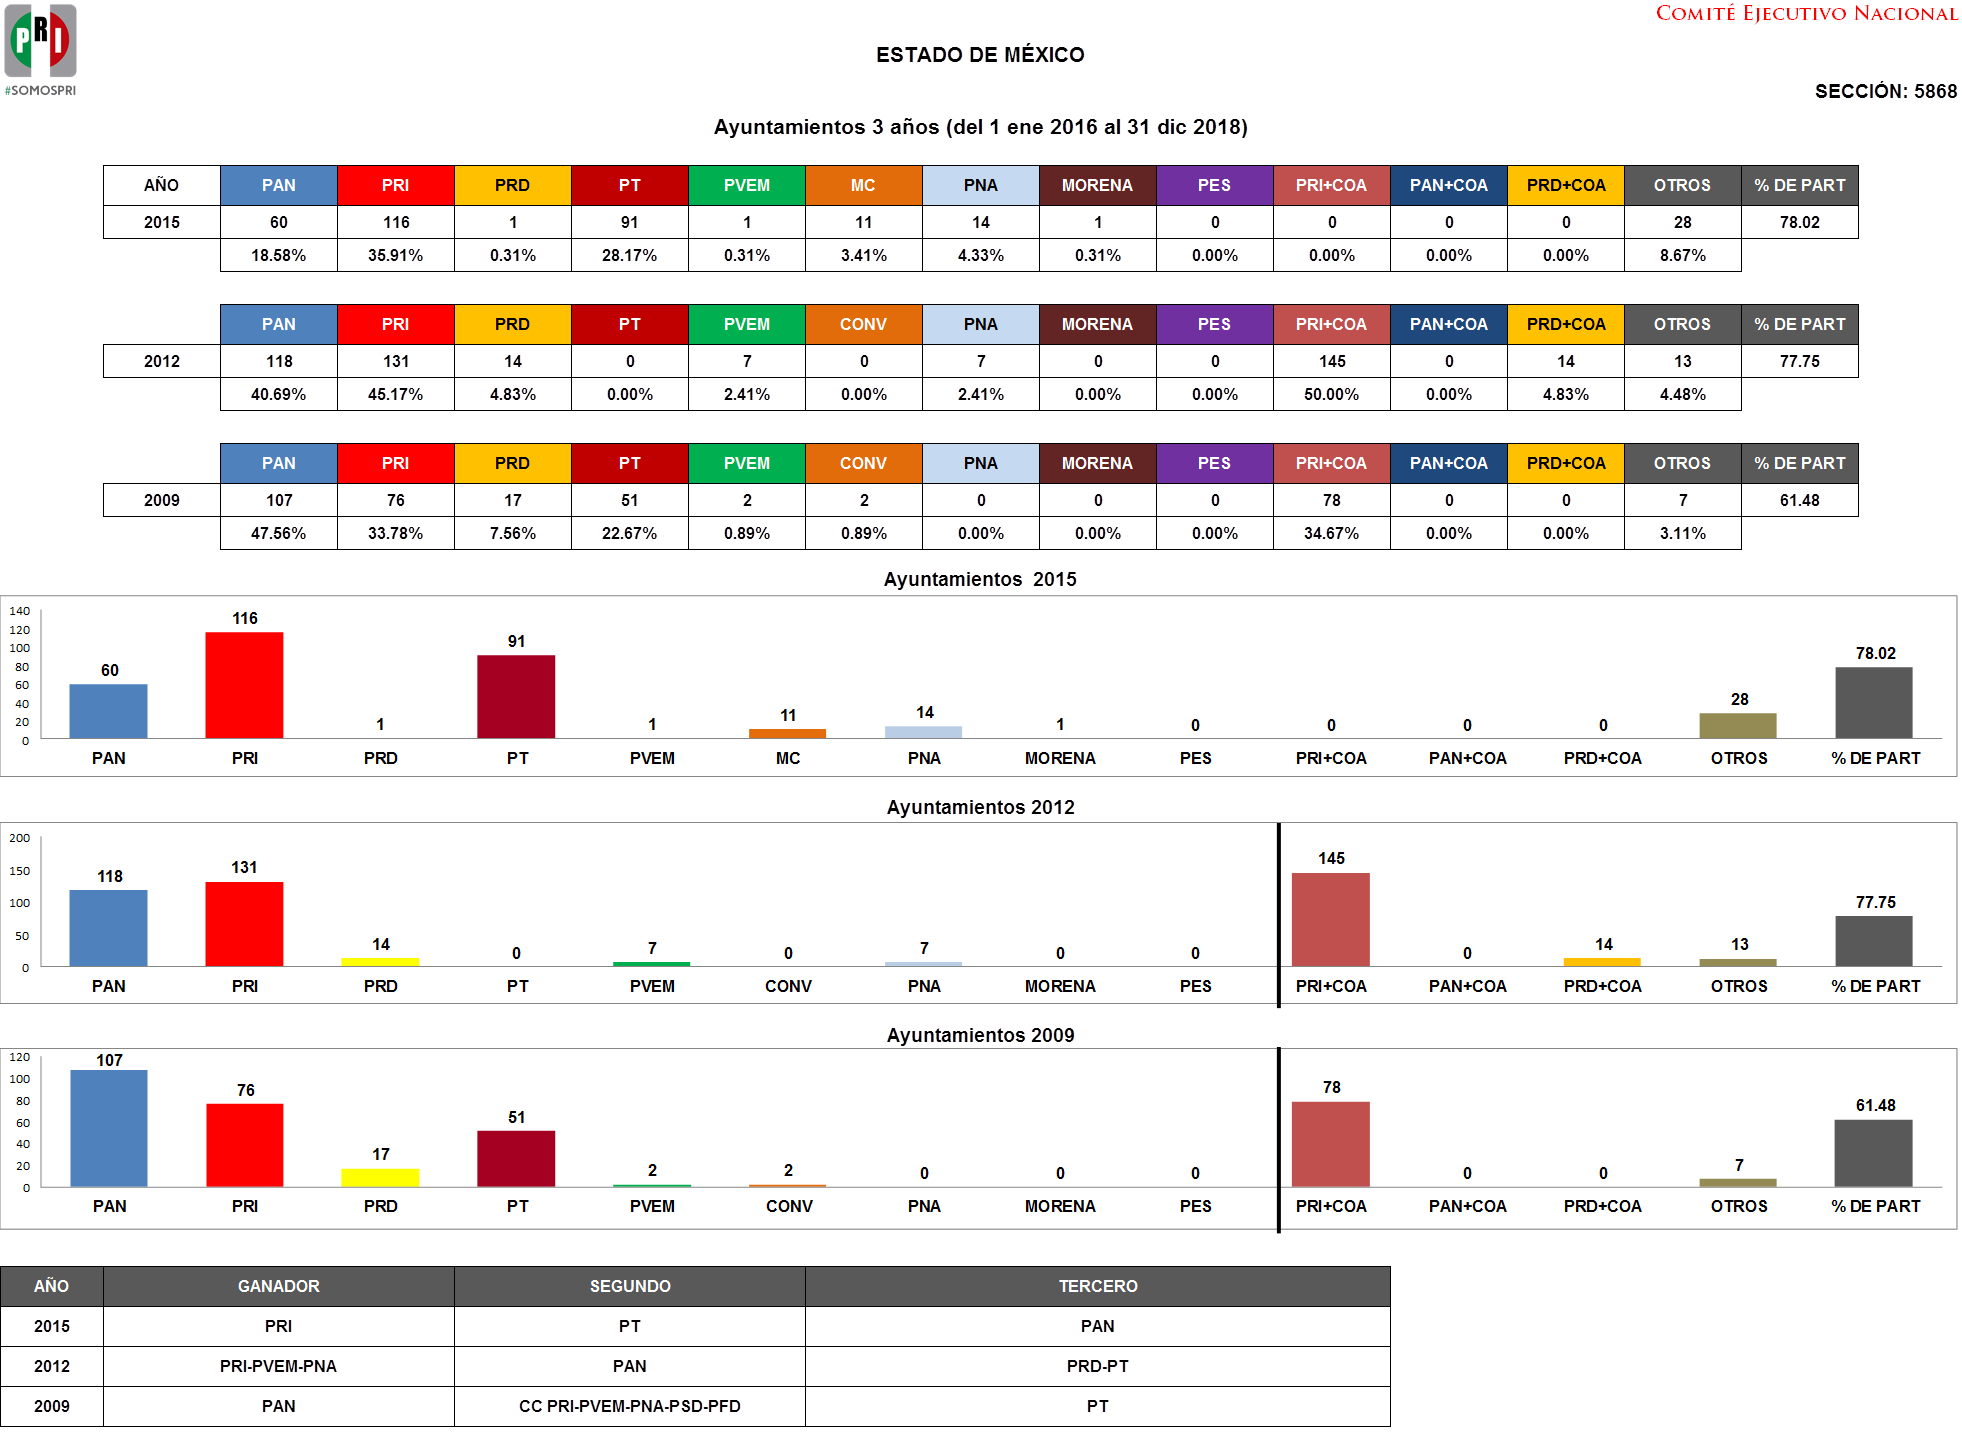 PRI
#SOMOSPRI
COMITÉ EJECUTIVO NACIONAL
ESTADO DE MÉXICO
SECCIÓN: 5868
Ayuntamientos 3 años (del 1 ene 2016 al 31 dic 2018)
AÑO PAN PRI PRD PT PVEM MC PNA MORENA PES PRI+COA PAN+COA PRD+COA OTROS % DE PART
2015 60 116 1 91 1 11 14 1 0 0 0 0 28 78.02
18.58% 35.91% 0.31% 28.17% 0.31% 3.41% 4.33% 0.31% 0.00% 0.00% 0.00% 0.00% 8.67%
PAN PRI PRD PT PVEM CONV PNA MORENA PES PRI+COA PAN+COA PRD+COA OTROS % DE PART
2012 118 131 14 0 7 0 7 0 0 145 0 14 13 77.75
40.69% 45.17% 4.83% 0.00% 2.41% 0.00% 2.41% 0.00% 0.00% 50.00% 0.00% 4.83% 4.48%
PAN PRI PRD PT PVEM CONV PNA MORENA PES PRI+COA PAN+COA PRD+COA OTROS % DE PART
2009 107 76 17 51 2 2 0 0 0 78 0 0 7 61.48
47.56% 33.78% 7.56% 22.67% 0.89% 0.89% 0.00% 0.00% 0.00% 34.67% 0.00% 0.00% 3.11%
Ayuntamientos 2015
140
120
100
80
60
40
20
0
60 116 1 91 1 11 14 1 0 0 0 0 28 78.02
PAN PRI PRD PT PVEM MC PNA MORENA PES PRI+COA PAN+COA PRD+COA OTROS % DE PART
Ayuntamientos 2012
200
150
100
50
0
118 131 14 0 7 0 7 0 0 145 0 14 13 77.75
PAN PRI PRD PT PVEM CONV PNA MORENA PES PRI+COA PAN+COA PRD+COA OTROS % DE PART
Ayuntamientos 2009
120
100
80
60
40
20
0
107 76 17 51 2 2 0 0 0 78 0 0 7 61.48
PAN PRI PRD PT PVEM CONV PNA MORENA PES PRI+COA PAN+COA PRD+COA OTROS % DE PART
AÑO GANADOR SEGUNDO TERCERO
2015 PRI PT PAN
2012 PRI-PVEM-PNA PAN PRD-PT
2009 PAN CC PRI-PVEM-PNA-PSD-PFD PT